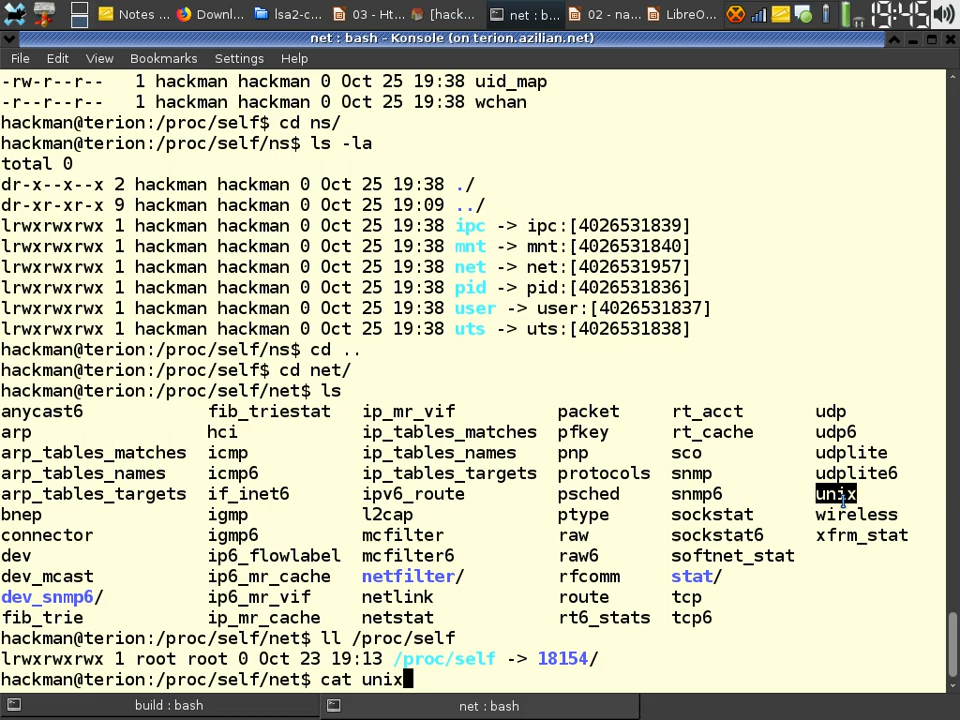 Notes ...
Downl...
lsa2-c...
03 - Ht...
[hack...
net : b...
02 - na...
LibreO...
19:45
net : bash - Konsole (on terion.azilian.net)
File Edit View Bookmarks Settings Help
-rw-r--r-- 1 hackman hackman 0 Oct 25 19:38 uid_map
-r--r--r-- 1 hackman hackman 0 Oct 25 19:38 wchan
hackman@terion:/proc/self$ cd ns/
hackman@terion:/proc/self/ns$ ls -la
total 0
dr-x--x--x 2 hackman hackman 0 Oct 25 19:38 ./
dr-xr-xr-x 9 hackman hackman 0 Oct 25 19:09 ../
lrwxrwxrwx 1 hackman hackman 0 Oct 25 19:38 ipc -> ipc:[4026531839]
lrwxrwxrwx 1 hackman hackman 0 Oct 25 19:38 mnt -> mnt:[4026531840]
lrwxrwxrwx 1 hackman hackman 0 Oct 25 19:38 net -> net:[4026531957]
lrwxrwxrwx 1 hackman hackman 0 Oct 25 19:38 pid -> pid:[4026531836]
lrwxrwxrwx 1 hackman hackman 0 Oct 25 19:38 user -> user:[4026531837]
lrwxrwxrwx 1 hackman hackman 0 Oct 25 19:38 uts -> uts:[4026531838]
hackman@terion:/proc/self/ns$ cd ..
hackman@terion:/proc/self$ cd net/
hackman@terion:/proc/self/net$ ls
anycast6 fib_triestat ip_mr_vif packet rt_acct udp
arp hci ip_tables_matches pfkey rt_cache udp6
arp_tables_matches icmp ip_tables_names pnp sco udplite
arp_tables_names icmp6 ip_tables_targets protocols snmp udplite6
arp_tables_targets if_inet6 ipv6_route psched snmp6 unix
bnep igmp l2cap ptype sockstat wireless
connector igmp6 mcfilter raw sockstat6 xfrm_stat
dev ip6_flowlabel mcfilter6 raw6 softnet_stat
dev_mcast ip6_mr_cache netfilter/ rfcomm stat/
dev_snmp6/ ip6_mr_vif netlink route tcp
fib_trie ip_mr_cache netstat rt6_stats tcp6
hackman@terion:/proc/self/net$ ll /proc/self
lrwxrwxrwx 1 root root 0 Oct 23 19:13 /proc/self -> 18154/
hackman@terion:/proc/self/net$ cat unix
build : bash
net : bash